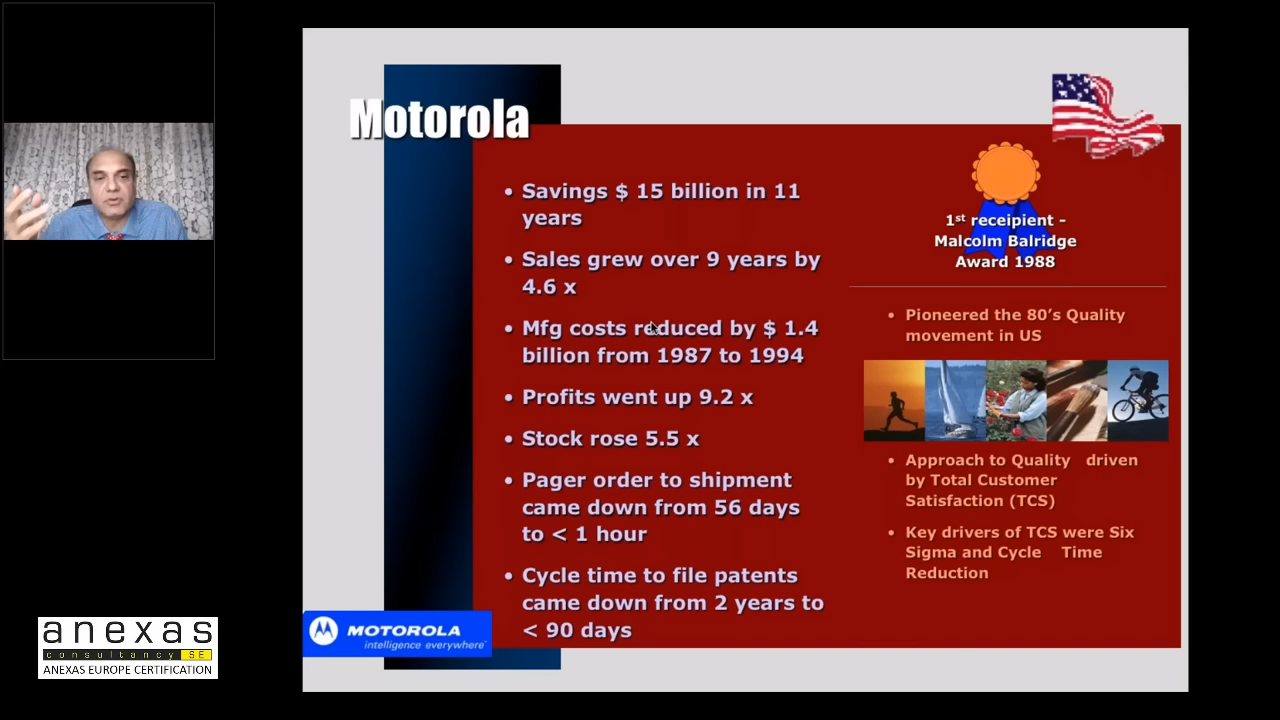 Motorola
• Savings $ 15 billion in 11
years
• Sales grew over 9 years by
4.6 x
• Mfg costs reduced by $ 1.4
billion from 1987 to 1994
• Profits went up 9.2 x
• Stock rose 5.5 x
• Pager order to shipment
came down from 56 days
to < 1 hour
• Cycle time to file patents
came down from 2 years to
< 90 days
1st receipient -
Malcolm Balridge
Award 1988
• Pioneered the 80's Quality
movement in US
• Approach to Quality driven
by Total Customer
Satisfaction (TCS)
• Key drivers of TCS were Six
Sigma and Cycle Time
Reduction
MOTOROLA
intelligence everywhere
anexas
consultancy SE
ANEXAS EUROPE CERTIFICATION